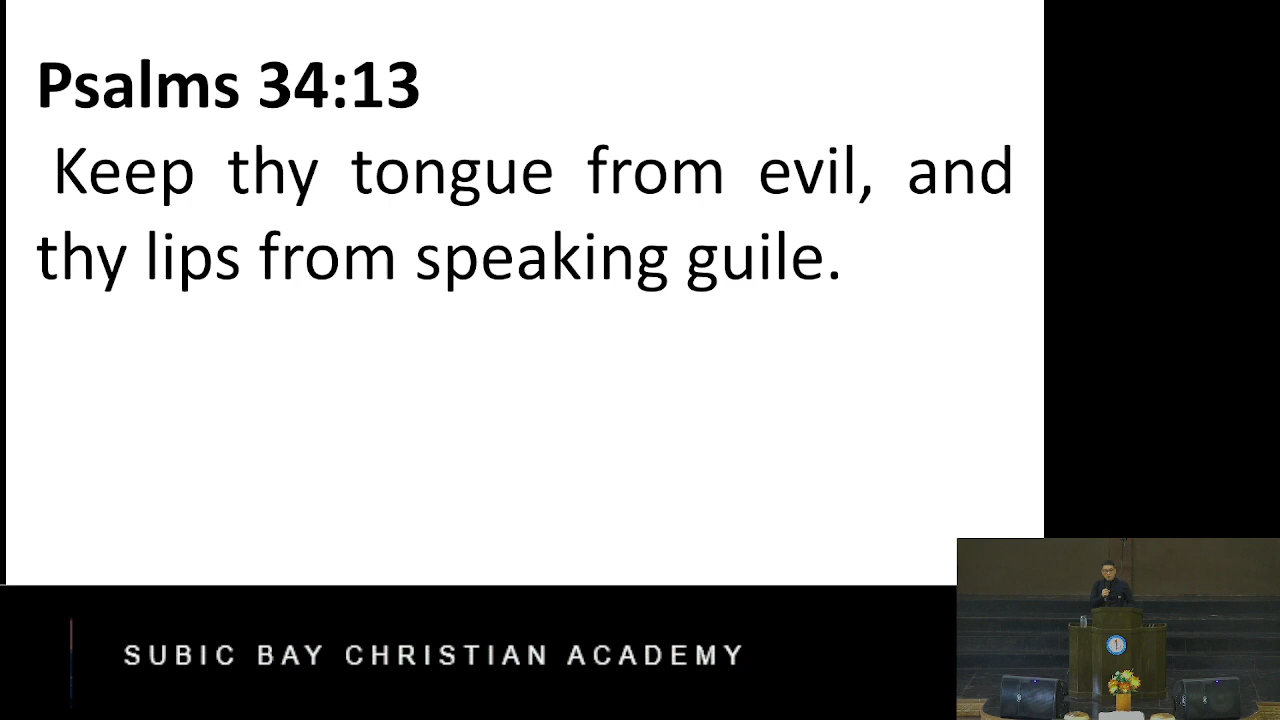 Psalms 34:13
Keep thy tongue from evil, and
thy lips from speaking guile.
SUBIC BAY CHRISTIAN ACADEMY